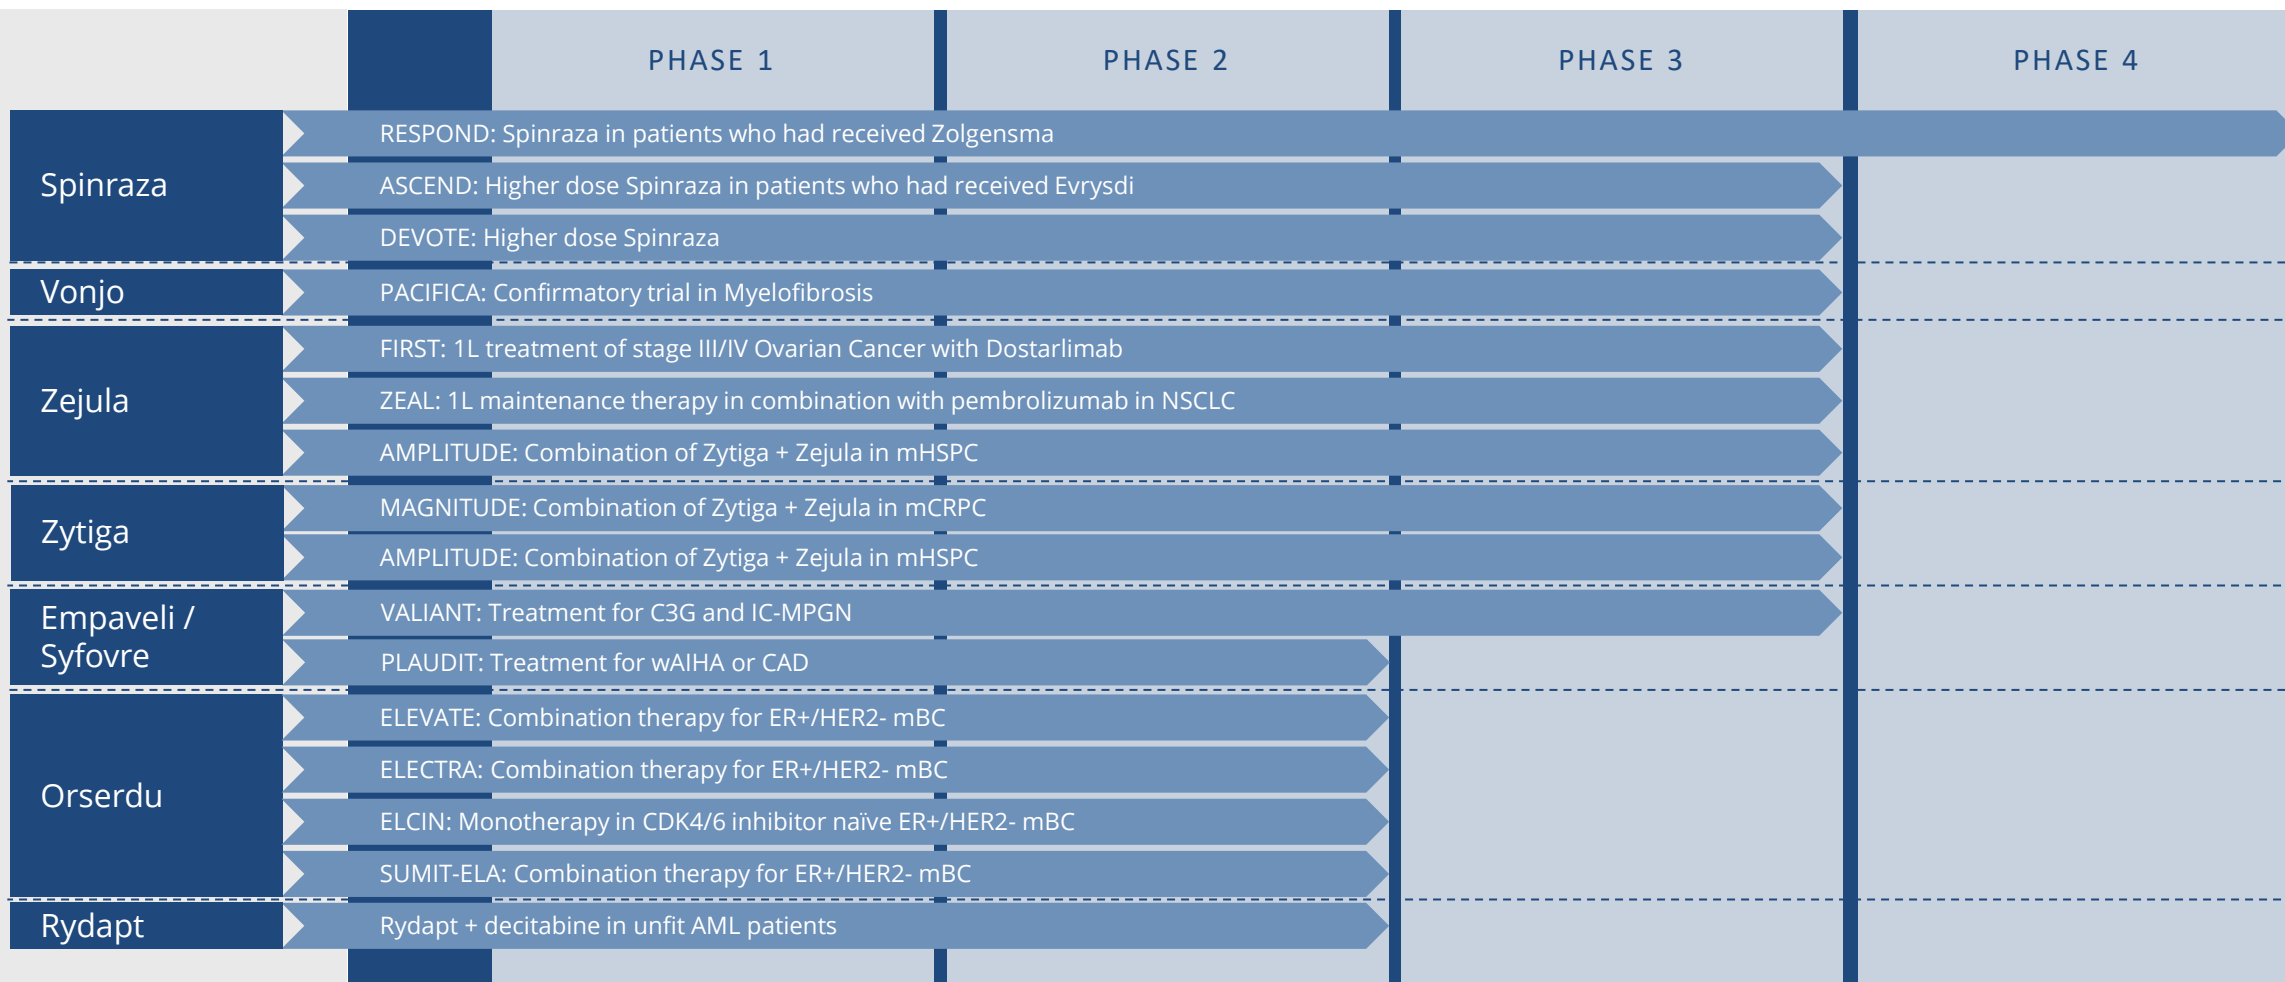 PHASE 1 PHASE 2 PHASE 3 PHASE 4
Spinraza
RESPOND: Spinraza in patients who had received Zolgensma
ASCEND: Higher dose Spinraza in patients who had received Evrysdi
DEVOTE: Higher dose Spinraza
Vonjo
PACIFICA: Confirmatory trial in Myelofibrosis
Zejula
FIRST: 1L treatment of stage III/IV Ovarian Cancer with Dostarlimab
ZEAL: 1L maintenance therapy in combination with pembrolizumab in NSCLC
AMPLITUDE: Combination of Zytiga + Zejula in mHSPC
Zytiga
MAGNITUDE: Combination of Zytiga + Zejula in mCRPC
AMPLITUDE: Combination of Zytiga + Zejula in mHSPC
Empaveli /
Syfovre
VALIANT: Treatment for C3G and IC-MPGN
PLAUDIT: Treatment for wAIHA or CAD
Orserdu
ELEVATE: Combination therapy for ER+/HER2- mBC
ELECTRA: Combination therapy for ER+/HER2- mBC
ELCIN: Monotherapy in CDK4/6 inhibitor naïve ER+/HER2- mBC
SUMIT-ELA: Combination therapy for ER+/HER2- mBC
Rydapt
Rydapt + decitabine in unfit AML patients